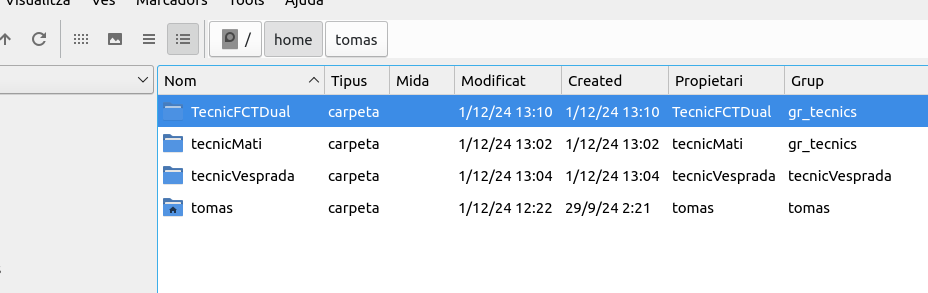 Visualitza Ves Marcadors Tools Ajuda
/ home tomas
Nom Tipus Mida Modificat Created Propietari Grup
TecnicFCTDual carpeta 1/12/24 13:10 1/12/24 13:10 TecnicFCTDual gr_tecnics
tecnicMati carpeta 1/12/24 13:02 1/12/24 13:02 tecnicMati gr_tecnics
tecnicVesprada carpeta 1/12/24 13:04 1/12/24 13:04 tecnicVesprada tecnicVesprada
tomas carpeta 1/12/24 12:22 29/9/24 2:21 tomas tomas